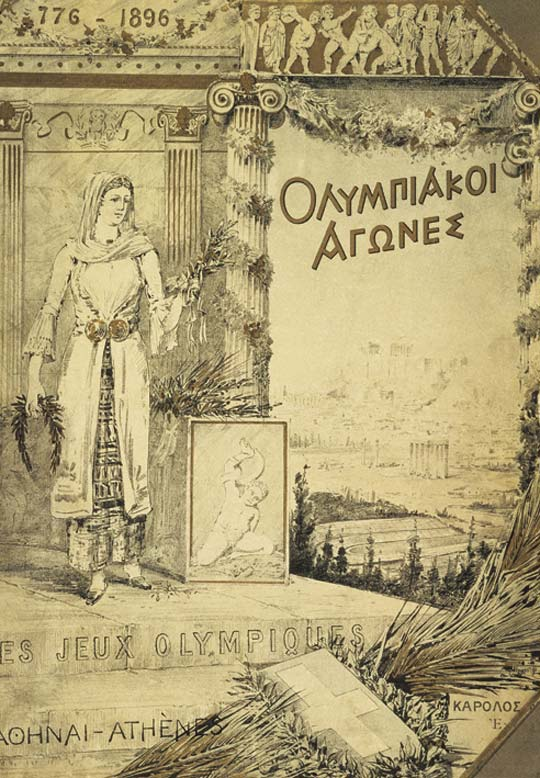 776 - 1896
ΟΛΥΜΠΙΑΚΟΙ
ΑΓΩΝΕΣ
ES JEUX OLYMPIQUES
ΑΘΗΝΑΙ - ATHÈNES
ΚΑΡΟΛΟΣ
Ἐ.